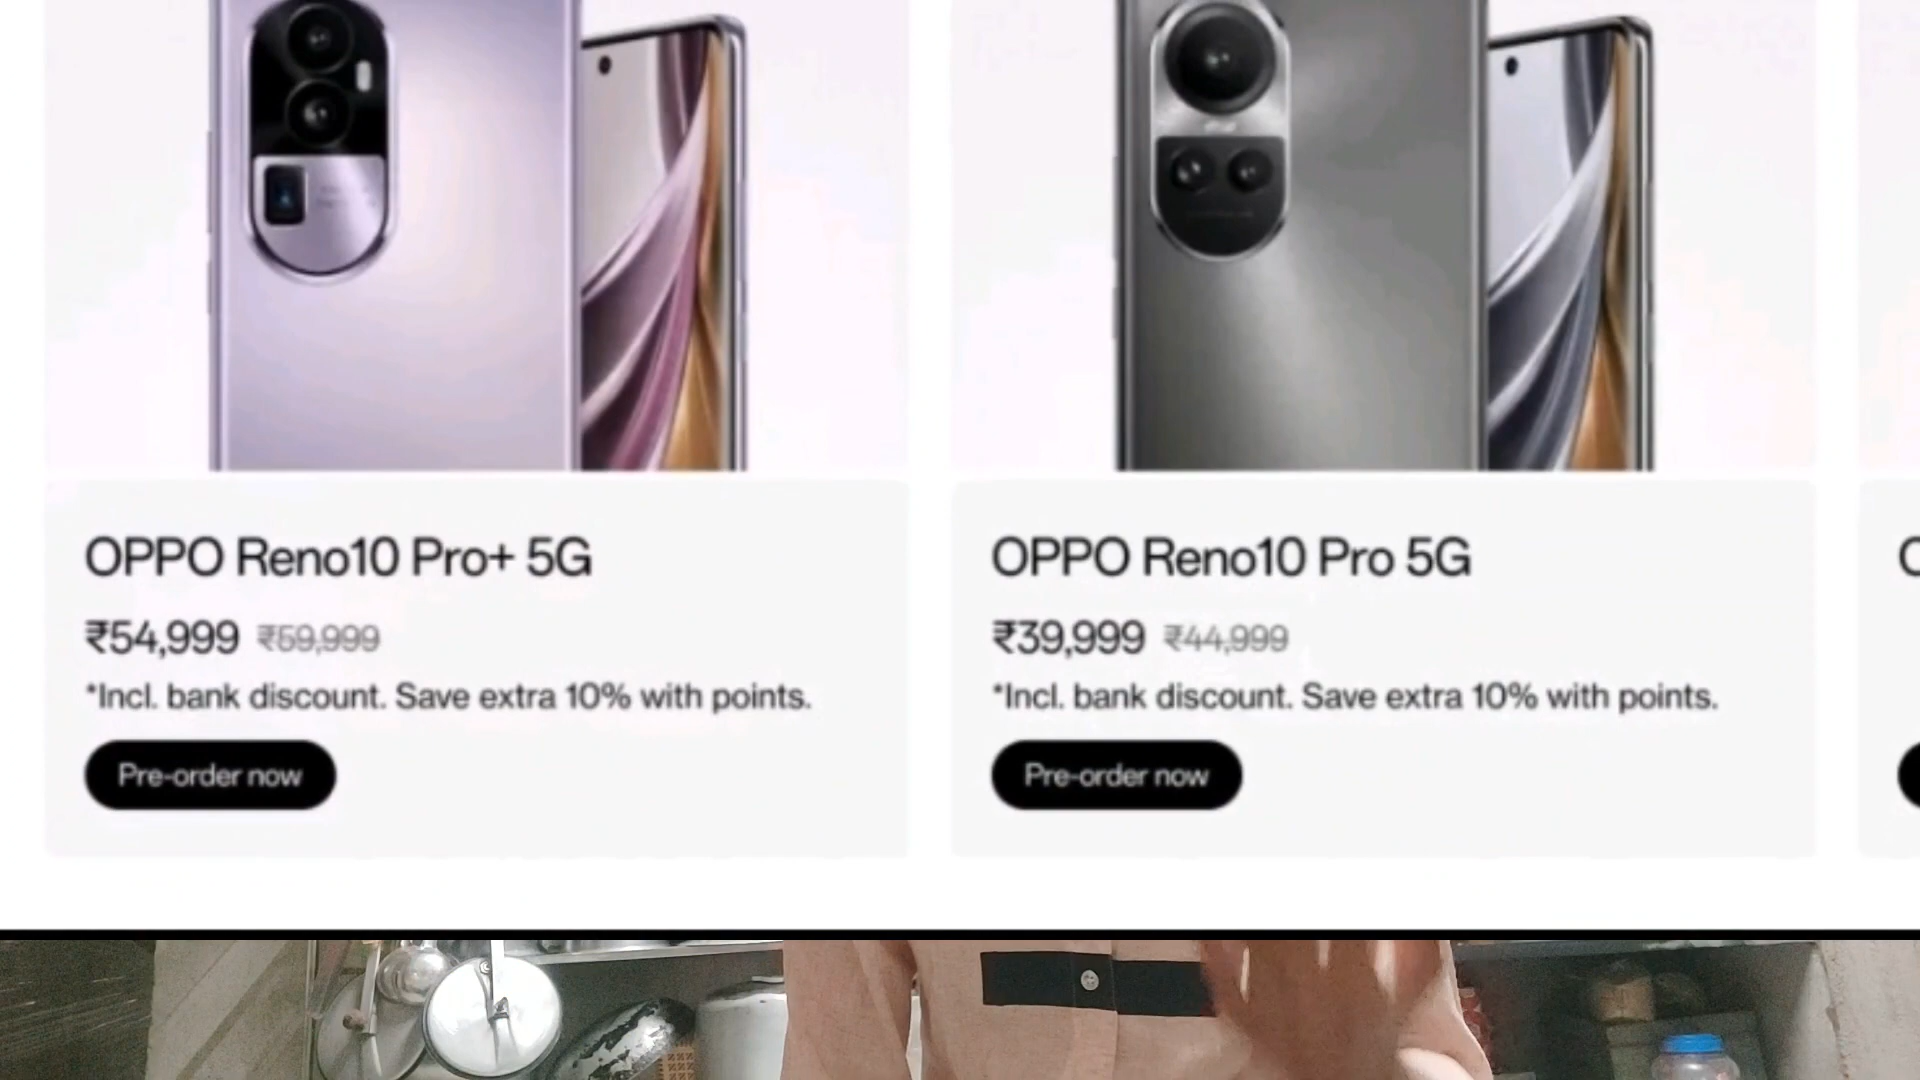 OPPO Reno10 Pro+ 5G
₹54,999 ₹59,999
*Incl. bank discount. Save extra 10% with points.
Pre-order now
OPPO Reno10 Pro 5G
₹39,999 ₹44,999
*Incl. bank discount. Save extra 10% with points.
Pre-order now